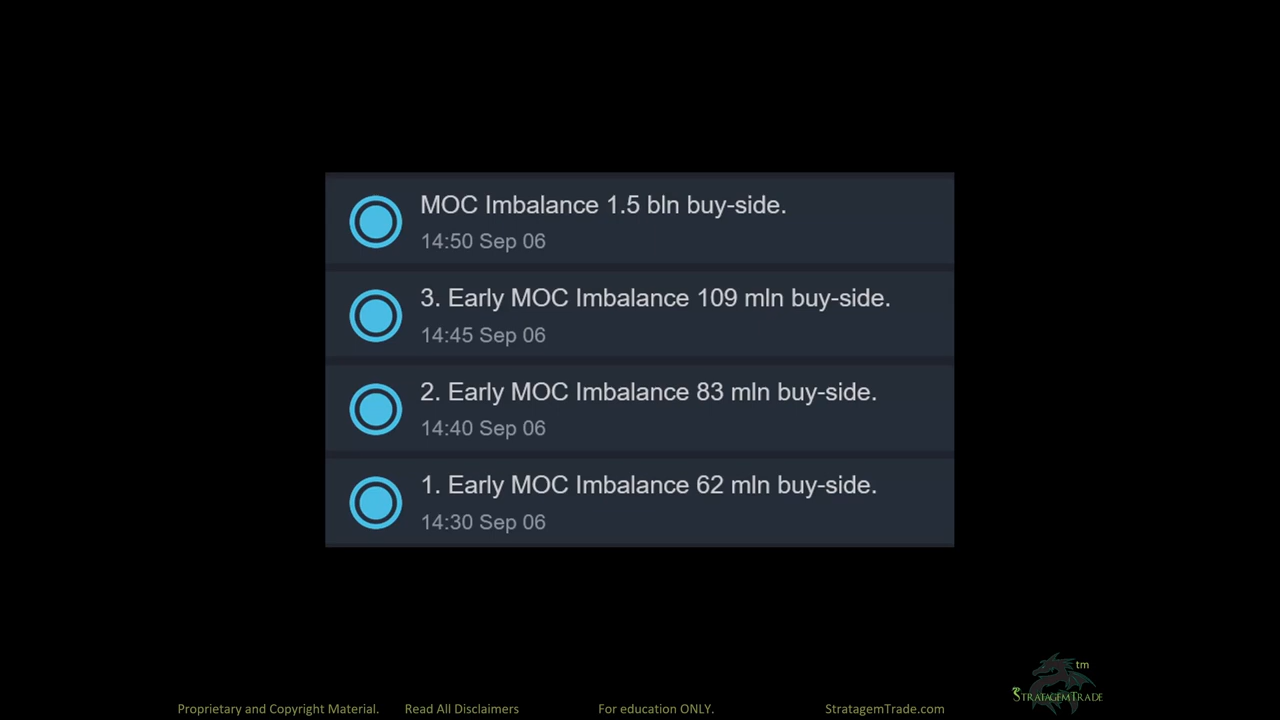 MOC Imbalance 1.5 bln buy-side.
14:50 Sep 06
3. Early MOC Imbalance 109 mln buy-side.
14:45 Sep 06
2. Early MOC Imbalance 83 mln buy-side.
14:40 Sep 06
1. Early MOC Imbalance 62 mln buy-side.
14:30 Sep 06
tm
STRATAGEMTRADE
Proprietary and Copyright Material. Read All Disclaimers For education ONLY. StratagemTrade.com